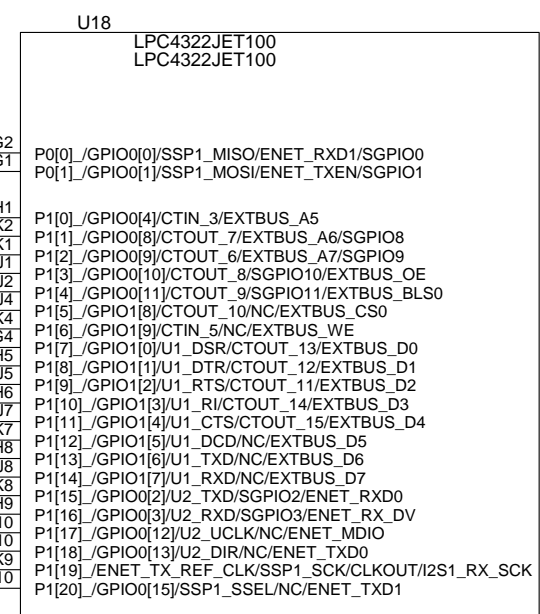 U18
LPC4322JET100
LPC4322JET100
P0[0]_/GPIO0[0]/SSP1_MISO/ENET_RXD1/SGPIO0
P0[1]_/GPIO0[1]/SSP1_MOSI/ENET_TXEN/SGPIO1
P1[0]_/GPIO0[4]/CTIN_3/EXTBUS_A5
P1[1]_/GPIO0[8]/CTOUT_7/EXTBUS_A6/SGPIO8
P1[2]_/GPIO0[9]/CTOUT_6/EXTBUS_A7/SGPIO9
P1[3]_/GPIO0[10]/CTOUT_8/SGPIO10/EXTBUS_OE
P1[4]_/GPIO0[11]/CTOUT_9/SGPIO11/EXTBUS_BLS0
P1[5]_/GPIO1[8]/CTOUT_10/NC/EXTBUS_CS0
P1[6]_/GPIO1[9]/CTIN_5/NC/EXTBUS_WE
P1[7]_/GPIO1[0]/U1_DSR/CTOUT_13/EXTBUS_D0
P1[8]_/GPIO1[1]/U1_DTR/CTOUT_12/EXTBUS_D1
P1[9]_/GPIO1[2]/U1_RTS/CTOUT_11/EXTBUS_D2
P1[10]_/GPIO1[3]/U1_RI/CTOUT_14/EXTBUS_D3
P1[11]_/GPIO1[4]/U1_CTS/CTOUT_15/EXTBUS_D4
P1[12]_/GPIO1[5]/U1_DCD/NC/EXTBUS_D5
P1[13]_/GPIO1[6]/U1_TXD/NC/EXTBUS_D6
P1[14]_/GPIO1[7]/U1_RXD/NC/EXTBUS_D7
P1[15]_/GPIO0[2]/U2_TXD/SGPIO2/ENET_RXD0
P1[16]_/GPIO0[3]/U2_RXD/SGPIO3/ENET_RX_DV
P1[17]_/GPIO0[12]/U2_UCLK/NC/ENET_MDIO
P1[18]_/GPIO0[13]/U2_DIR/NC/ENET_TXD0
P1[19]_/ENET_TX_REF_CLK/SSP1_SCK/CLKOUT/I2S1_RX_SCK
P1[20]_/GPIO0[15]/SSP1_SSEL/NC/ENET_TXD1